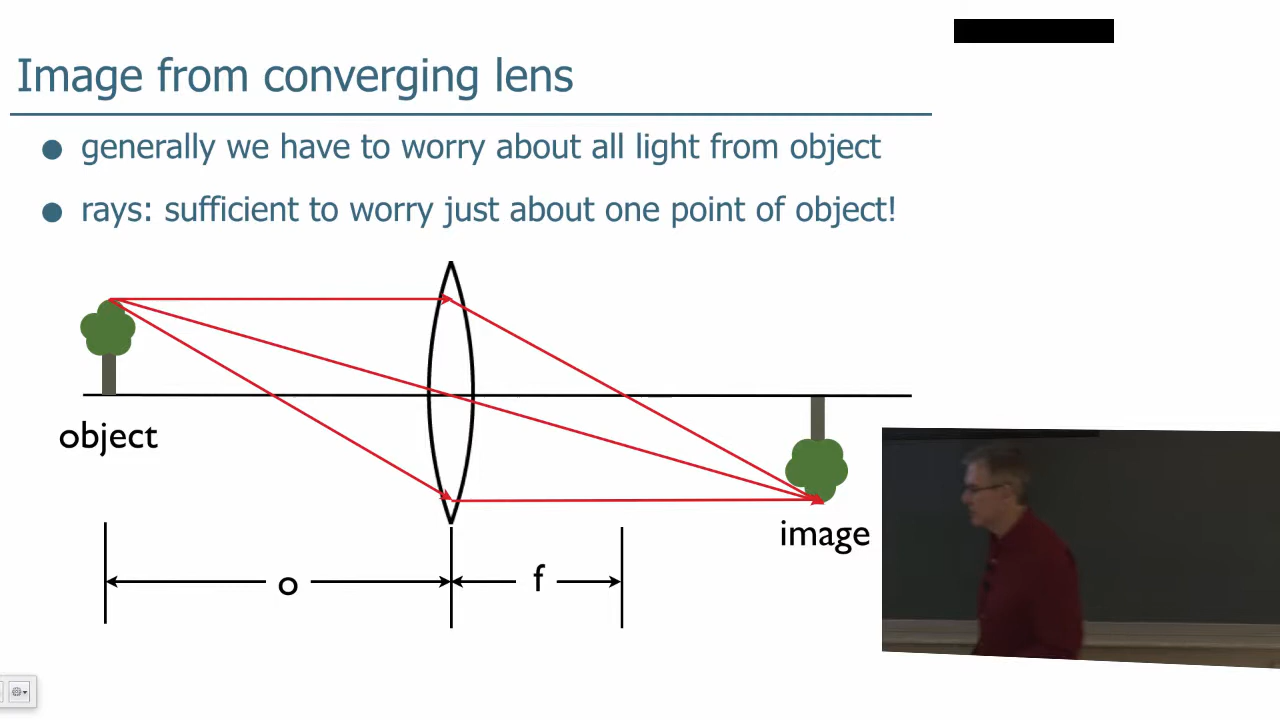 Image from converging lens
● generally we have to worry about all light from object
● rays: sufficient to worry just about one point of object!
object
image
o
f